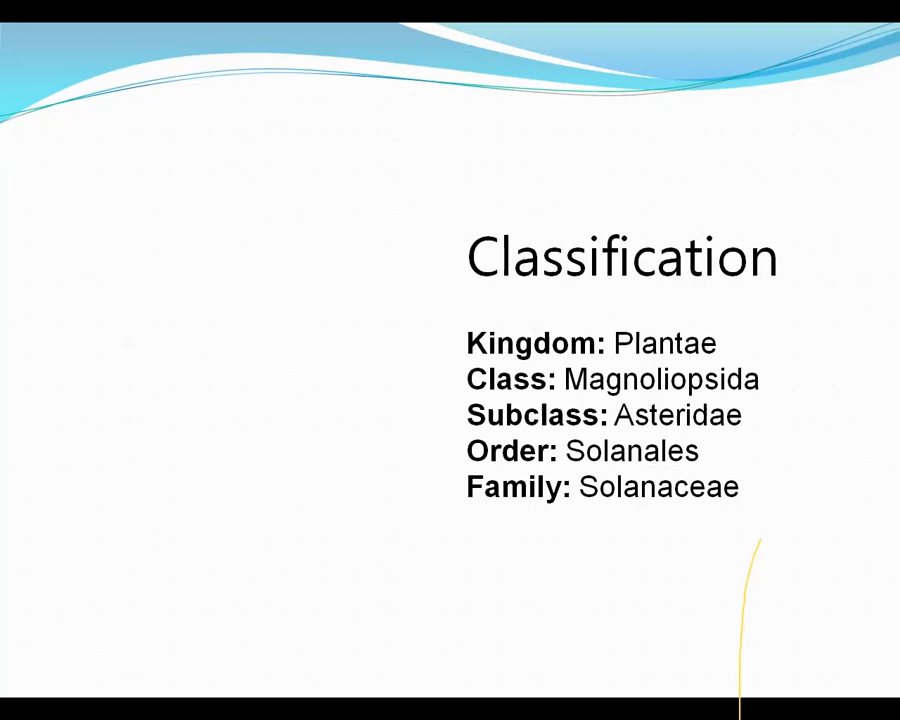 Classification
Kingdom: Plantae
Class: Magnoliopsida
Subclass: Asteridae
Order: Solanales
Family: Solanaceae